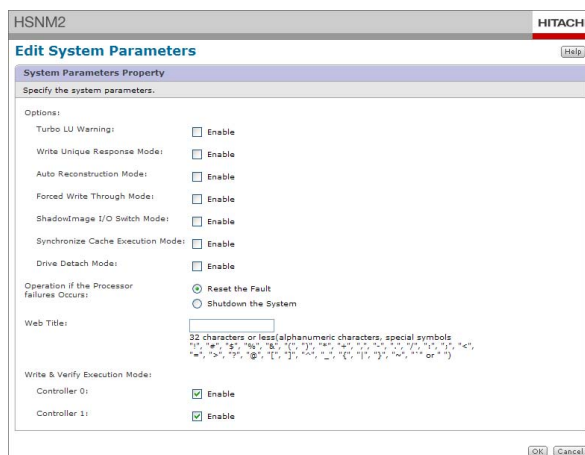 HSNM2
HITACHI
Edit System Parameters
Help
System Parameters Property
Specify the system parameters.
Options:
Turbo LU Warning: Enable
Write Unique Response Mode: Enable
Auto Reconstruction Mode: Enable
Forced Write Through Mode: Enable
ShadowImage I/O Switch Mode: Enable
Synchronize Cache Execution Mode: Enable
Drive Detach Mode: Enable
Operation if the Processor
failures Occurs:
Reset the Fault
Shutdown the System
Web Title:
32 characters or less(alphanumeric characters, special symbols
"!", "#", "$", "%", "&", "(", ")", "*", "+", ",", "-", ".", "/", ":", ";", "<",
"=", ">", "?", "@", "[", "]", "^", "_", "{", "|", "}", "~", "`" or " ")
Write & Verify Execution Mode:
Controller 0: Enable
Controller 1: Enable
OK Cancel